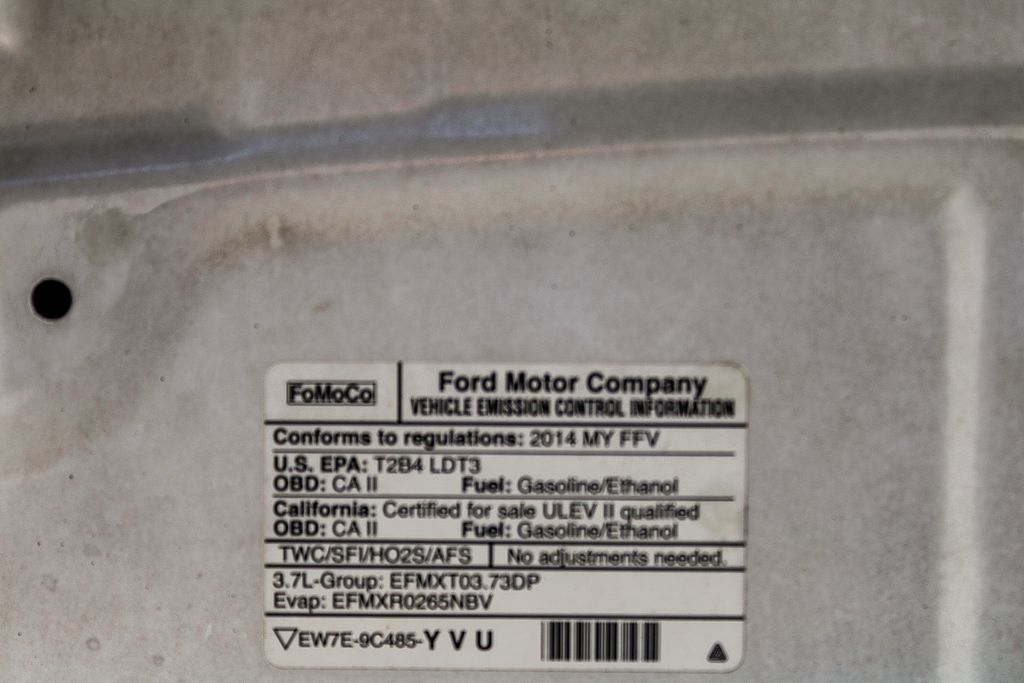 FoMoCo
Ford Motor Company
VEHICLE EMISSION CONTROL INFORMATION
Conforms to regulations: 2014 MY FFV
U.S. EPA: T2B4 LDT3
OBD: CA II Fuel: Gasoline/Ethanol
California: Certified for sale ULEV II qualified
OBD: CA II Fuel: Gasoline/Ethanol
TWC/SFI/HO2S/AFS No adjustments needed.
3.7L-Group: EFMXT03.73DP
Evap: EFMXR0265NBV
EW7E-9C485-Y V U